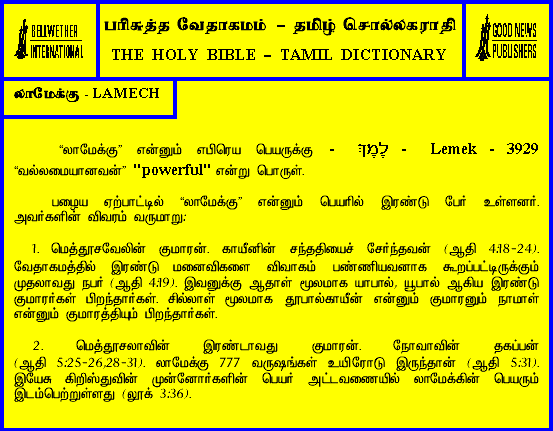 BELLWETHER
INTERNATIONAL
பரிசுத்த வேதாகமம் – தமிழ் சொல்லகராதி
THE HOLY BIBLE – TAMIL DICTIONARY
GOOD NEWS
PUBLISHERS
லாமேக்கு - LAMECH
“லாமேக்கு” என்னும் எபிரெய பெயருக்கு - לֶמֶךְ - Lemek - 3929
“வல்லமையானவன்” "powerful" என்று பொருள்.
பழைய ஏற்பாட்டில் “லாமேக்கு” என்னும் பெயரில் இரண்டு பேர் உள்ளனர்.
அவர்களின் விவரம் வருமாறு:
1. மெத்தூசவேலின் குமாரன். காயீனின் சந்ததியைச் சேர்ந்தவன் (ஆதி 4:18-24).
வேதாகமத்தில் இரண்டு மனைவிகளை விவாகம் பண்ணியவனாக கூறப்பட்டிருக்கும்
முதலாவது நபர் (ஆதி 4:19). இவனுக்கு ஆதாள் மூலமாக யாபால், யூபால் ஆகிய இரண்டு
குமாரர்கள் பிறந்தார்கள். சில்லாள் மூலமாக தூபால்காயீன் என்னும் குமாரனும் நாமாள்
என்னும் குமாரத்தியும் பிறந்தார்கள்.
2. மெத்தூசலாவின் இரண்டாவது குமாரன். நோவாவின் தகப்பன்
(ஆதி 5:25-26,28-31). லாமேக்கு 777 வருஷங்கள் உயிரோடு இருந்தான் (ஆதி 5:31).
இயேசு கிறிஸ்துவின் முன்னோர்களின் பெயர் அட்டவணையில் லாமேக்கின் பெயரும்
இடம்பெற்றுள்ளது (லூக் 3:36).